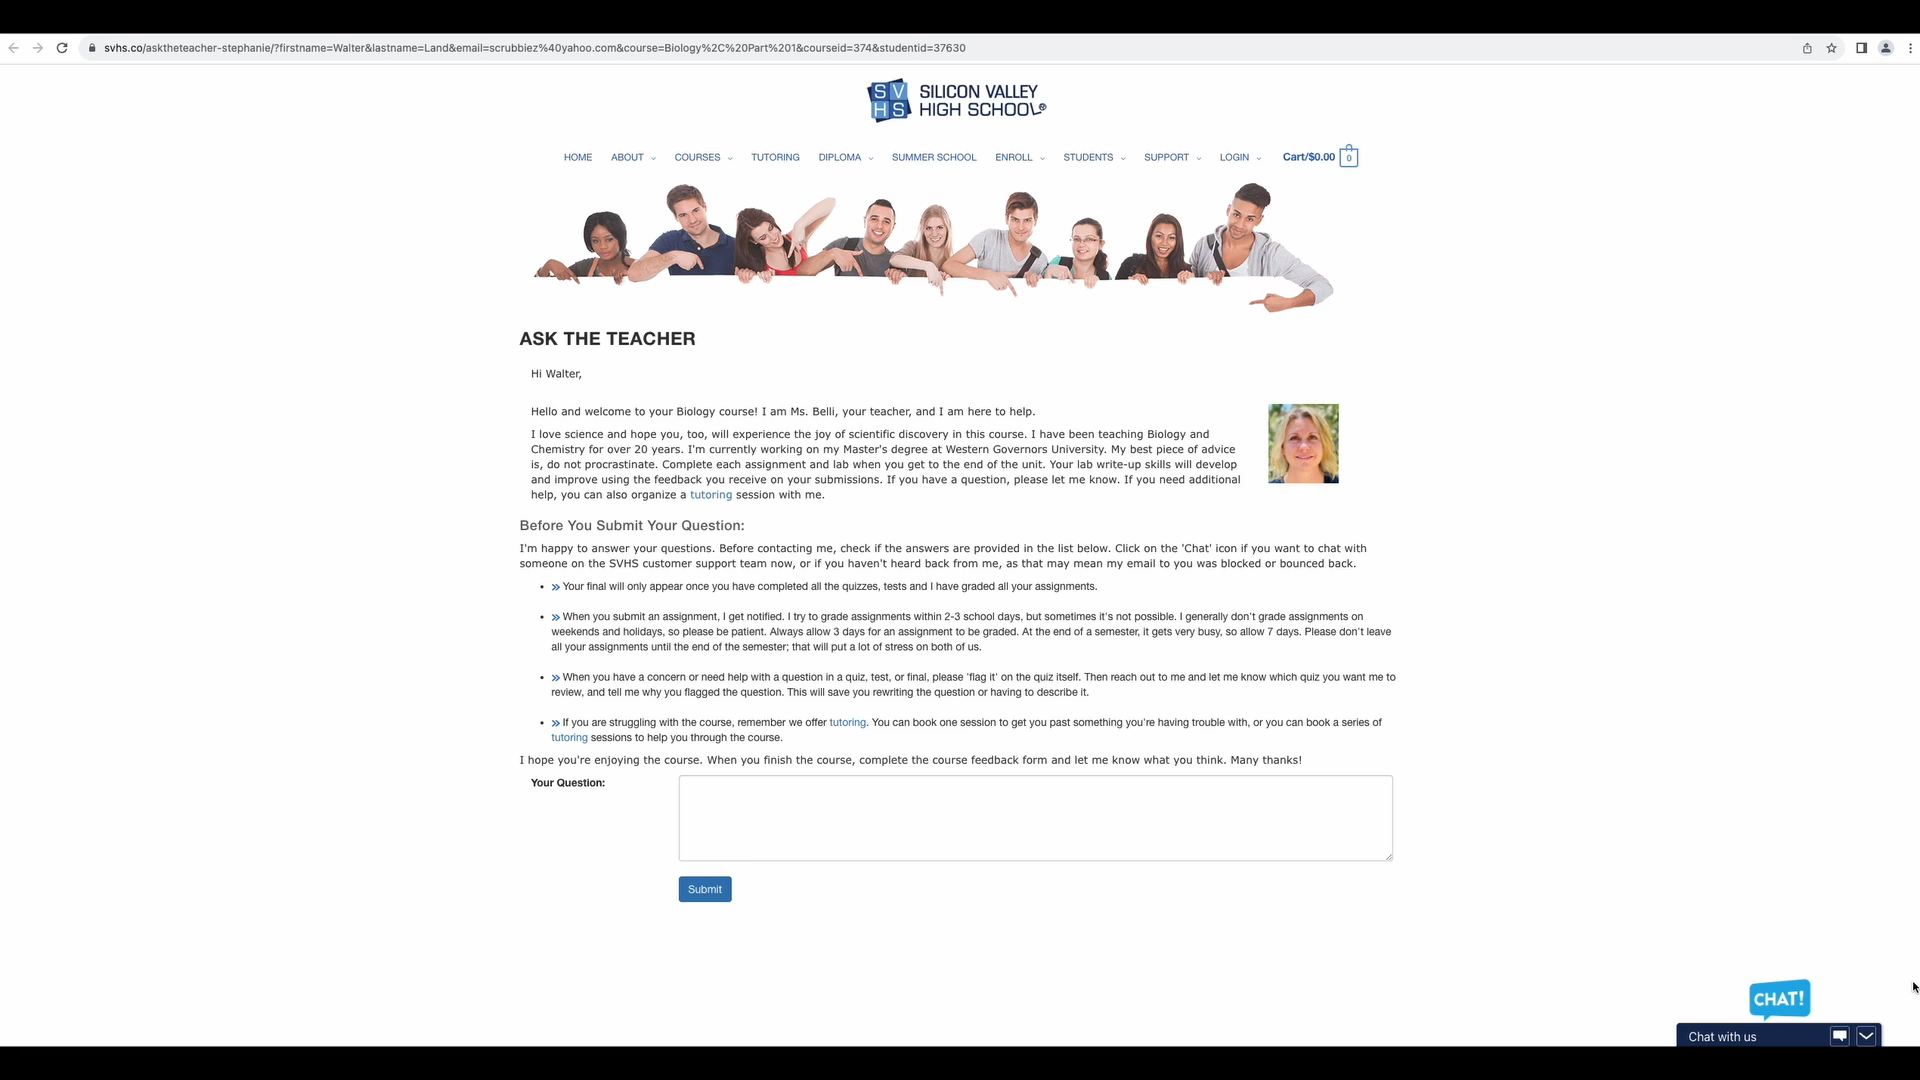 svhs.co/asktheteacher-stephanie/?firstname=Walter&lastname=Land&email=scrubbiez%40yahoo.com&course=Biology%2C%20Part%201&courseid=374&studentid=37630
SV SILICON VALLEY
HS HIGH SCHOOL®
HOME ABOUT COURSES TUTORING DIPLOMA SUMMER SCHOOL ENROLL STUDENTS SUPPORT LOGIN Cart/$0.00 0
ASK THE TEACHER
Hi Walter,
Hello and welcome to your Biology course! I am Ms. Belli, your teacher, and I am here to help.
I love science and hope you, too, will experience the joy of scientific discovery in this course. I have been teaching Biology and
Chemistry for over 20 years. I'm currently working on my Master's degree at Western Governors University. My best piece of advice
is, do not procrastinate. Complete each assignment and lab when you get to the end of the unit. Your lab write-up skills will develop
and improve using the feedback you receive on your submissions. If you have a question, please let me know. If you need additional
help, you can also organize a tutoring session with me.
Before You Submit Your Question:
I'm happy to answer your questions. Before contacting me, check if the answers are provided in the list below. Click on the 'Chat' icon if you want to chat with
someone on the SVHS customer support team now, or if you haven't heard back from me, as that may mean my email to you was blocked or bounced back.
• » Your final will only appear once you have completed all the quizzes, tests and I have graded all your assignments.
• » When you submit an assignment, I get notified. I try to grade assignments within 2-3 school days, but sometimes it's not possible. I generally don't grade assignments on
weekends and holidays, so please be patient. Always allow 3 days for an assignment to be graded. At the end of a semester, it gets very busy, so allow 7 days. Please don't leave
all your assignments until the end of the semester; that will put a lot of stress on both of us.
• » When you have a concern or need help with a question in a quiz, test, or final, please 'flag it' on the quiz itself. Then reach out to me and let me know which quiz you want me to
review, and tell me why you flagged the question. This will save you rewriting the question or having to describe it.
• » If you are struggling with the course, remember we offer tutoring. You can book one session to get you past something you're having trouble with, or you can book a series of
tutoring sessions to help you through the course.
I hope you're enjoying the course. When you finish the course, complete the course feedback form and let me know what you think. Many thanks!
Your Question:
Submit
CHAT!
Chat with us